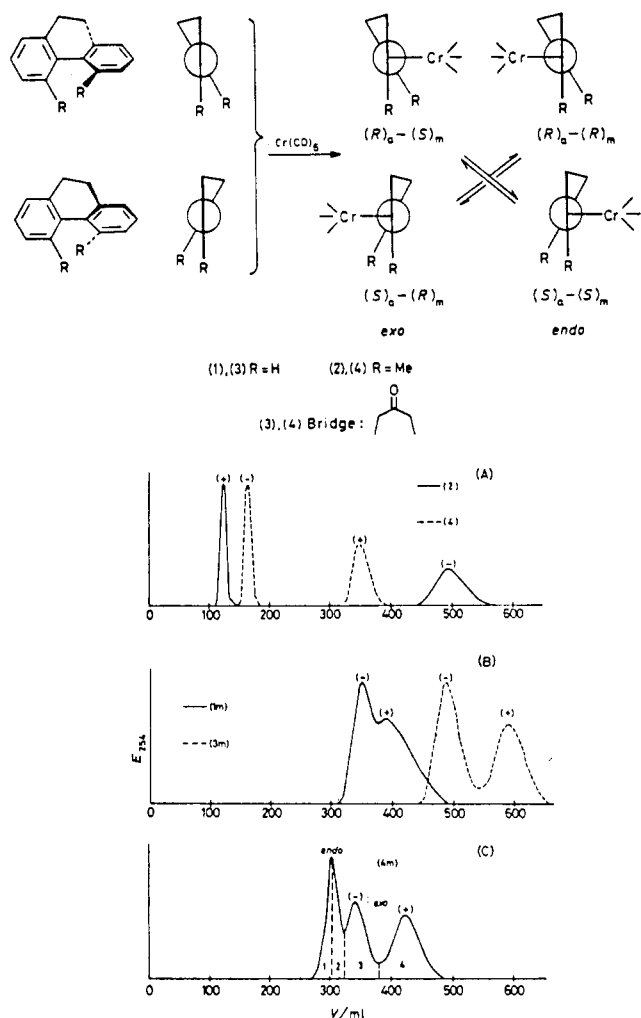 R
R
R
R
Cr(CO)₆
Cr
R
R
(R)ₐ–(S)ₘ
Cr
R
R
(R)ₐ–(R)ₘ
R
R
R
R
Cr
R
R
(S)ₐ–(R)ₘ
exo
Cr
R
R
(S)ₐ–(S)ₘ
endo
(1),(3) R = H (2),(4) R = Me
O
(3),(4) Bridge:
(A)
(+) (-) (+) (-)
(2)
(4)
0 100 200 300 400 500 600
(B)
(-) (+) (-) (+)
(1m)
(3m)
E₂₅₄
0 100 200 300 400 500 600
(C)
endo
(4m)
(-) exo
(+)
1 2 3 4
0 100 200 300 400 500 600
V/ml